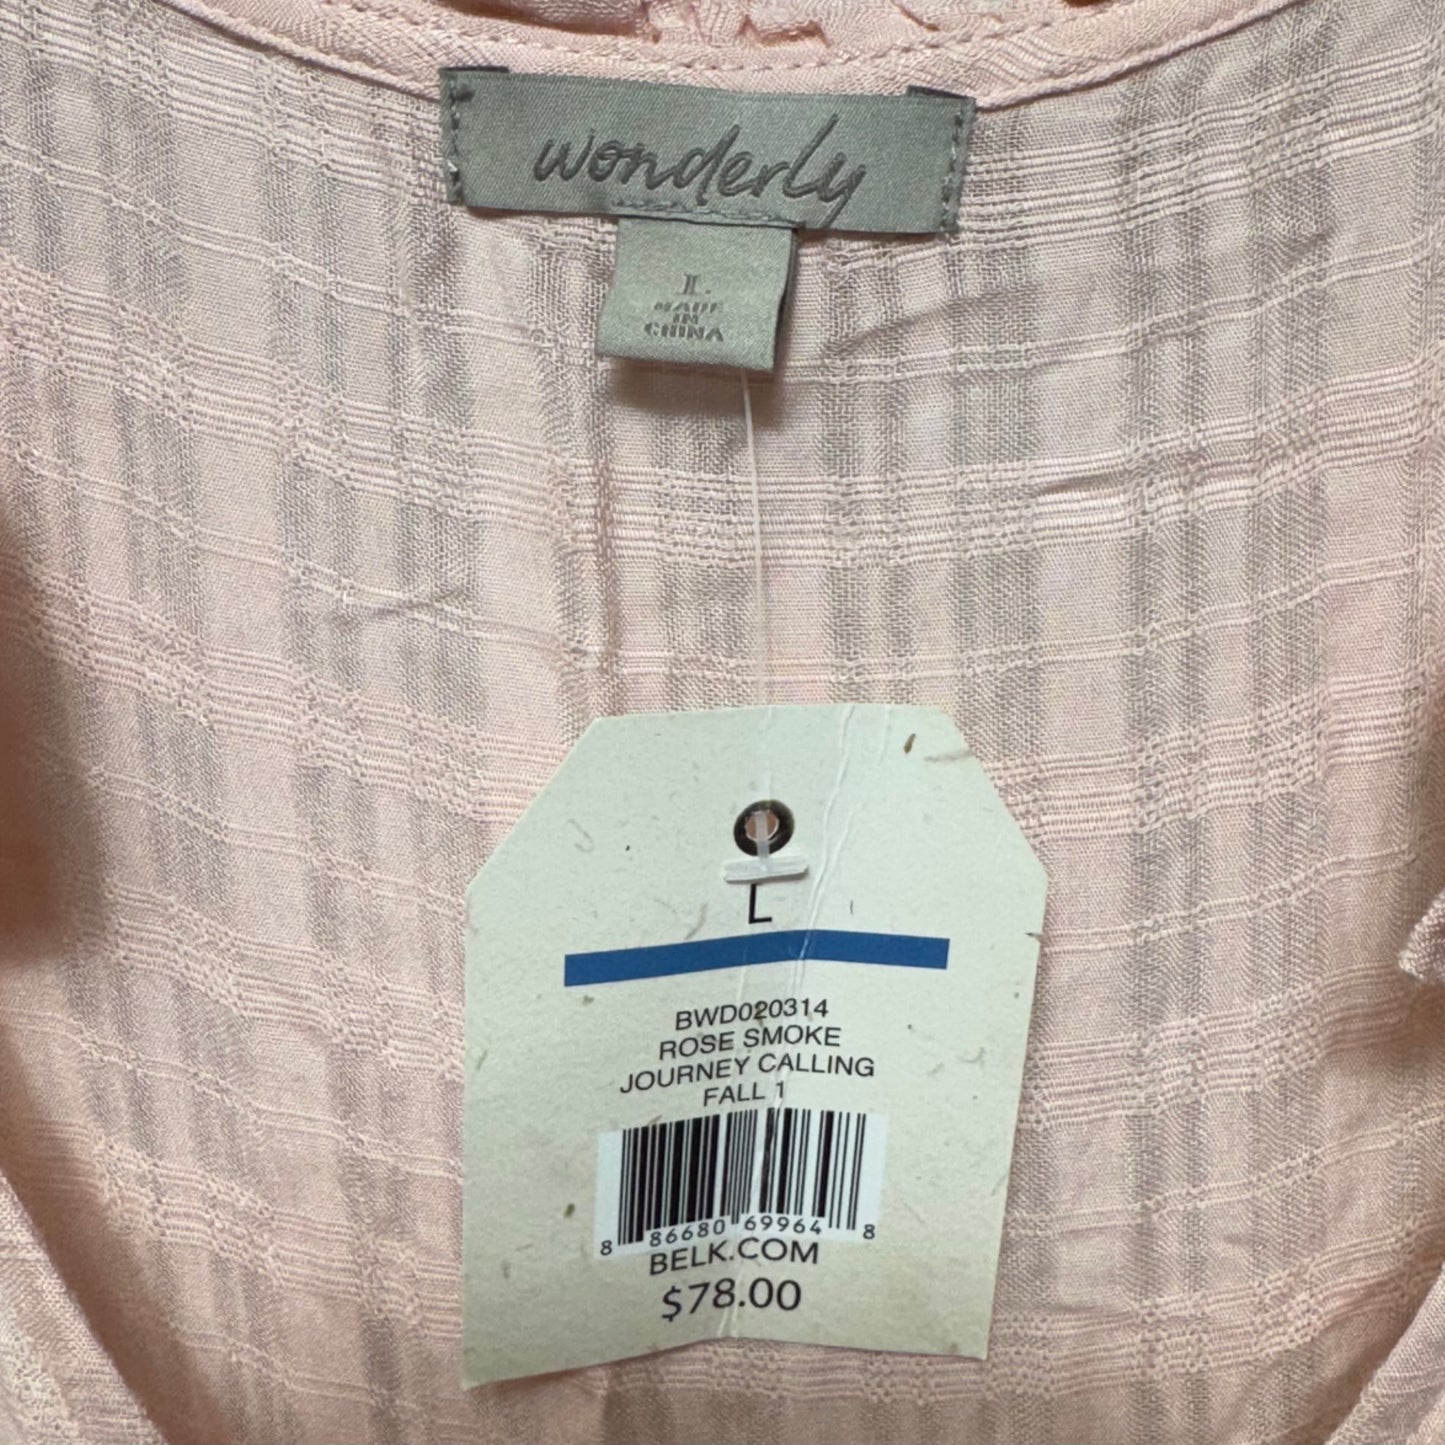 wonderly
L
MADE
IN
CHINA
L
BWD020314
ROSE SMOKE
JOURNEY CALLING
FALL 1
8 86680 69964 8
BELK.COM
$78.00